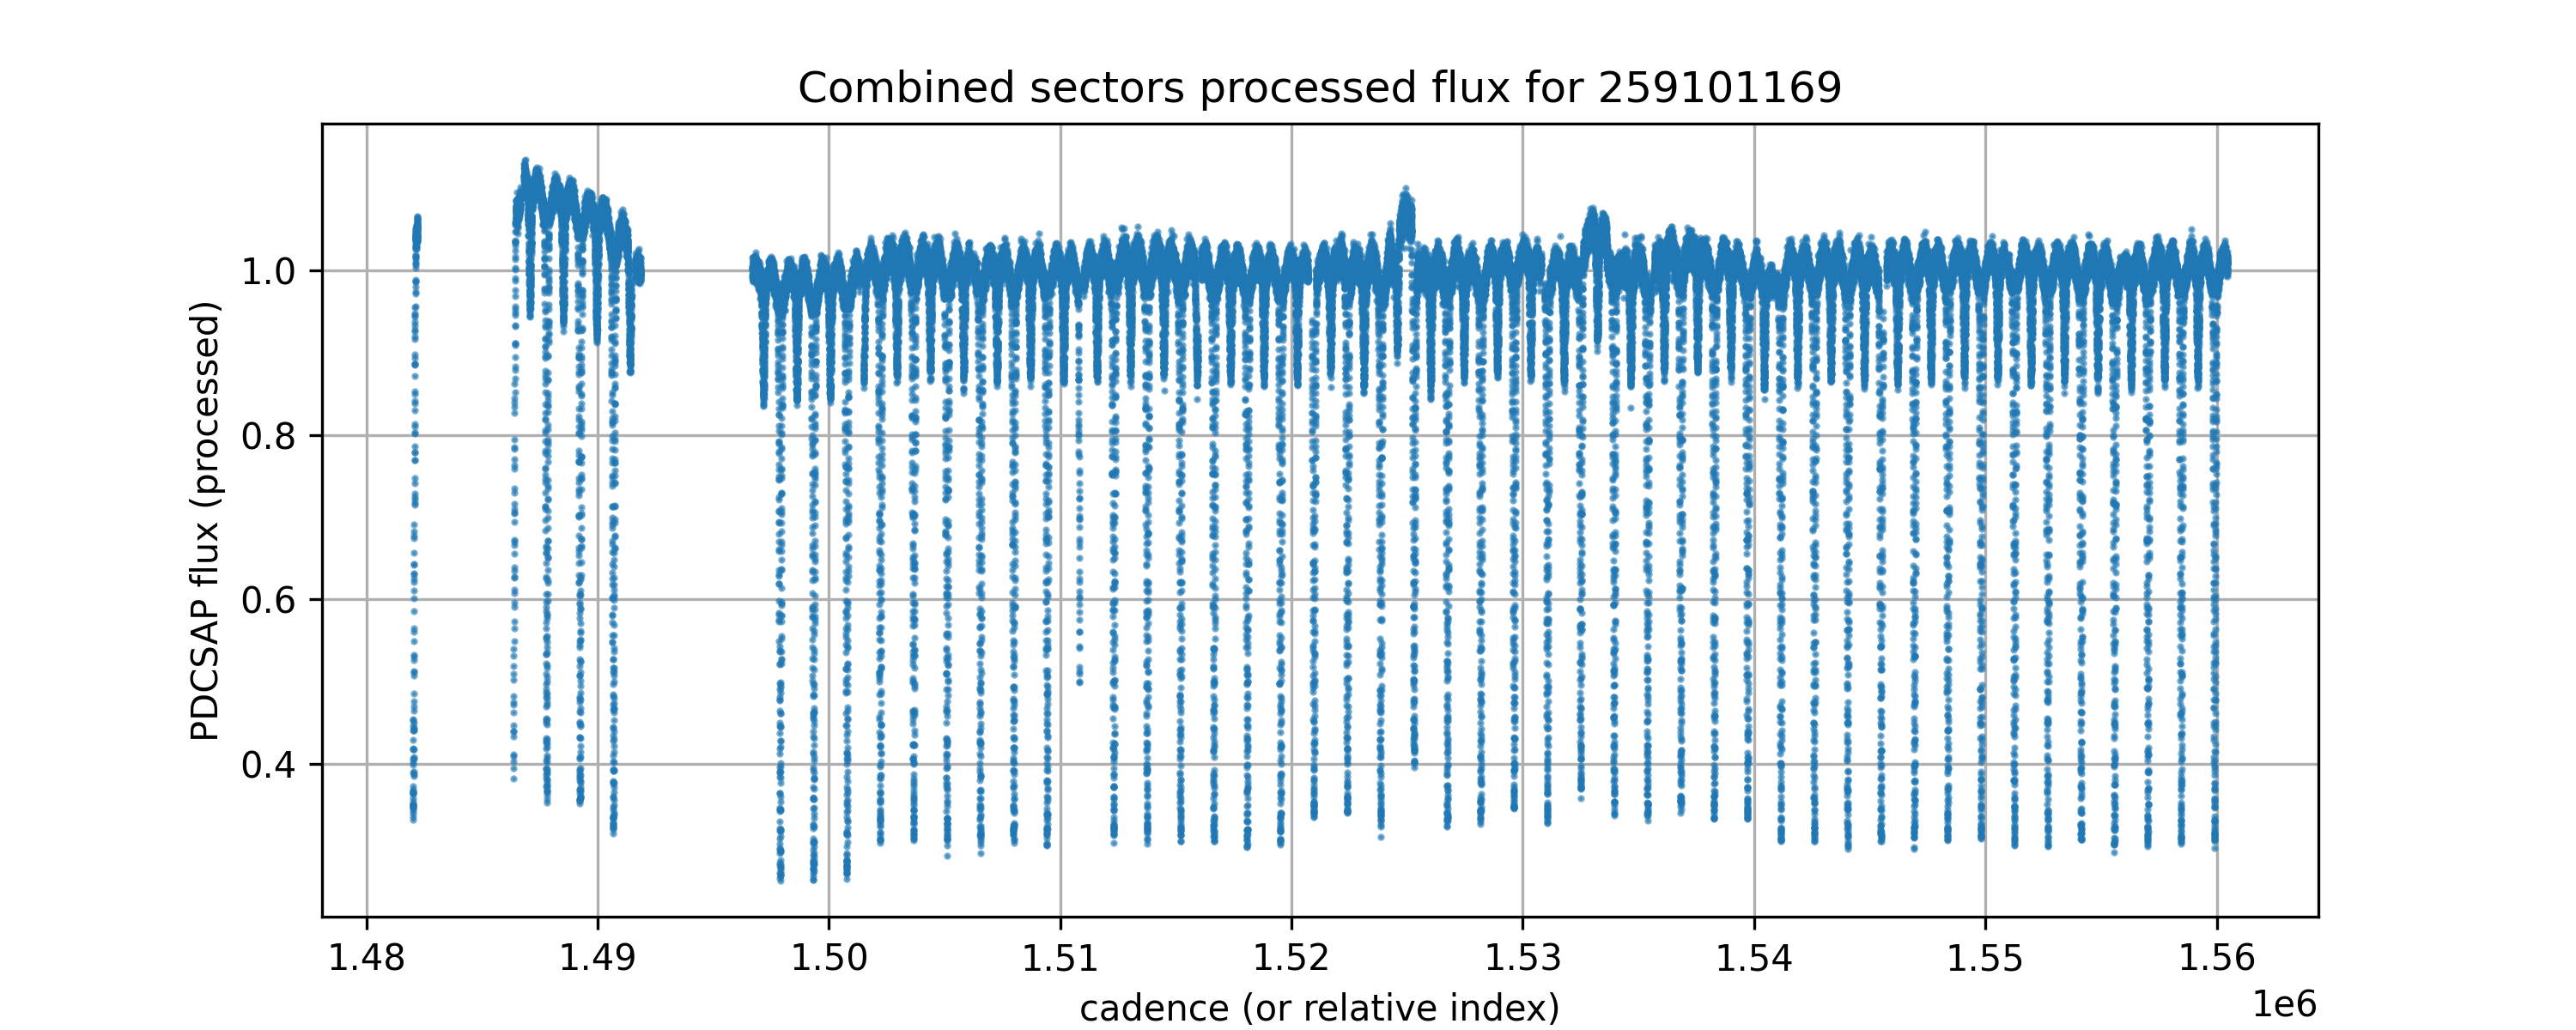 Combined sectors processed flux for 259101169
PDCSAP flux (processed)
1.0
0.8
0.6
0.4
1.48 1.49 1.50 1.51 1.52 1.53 1.54 1.55 1.56
1e6
cadence (or relative index)